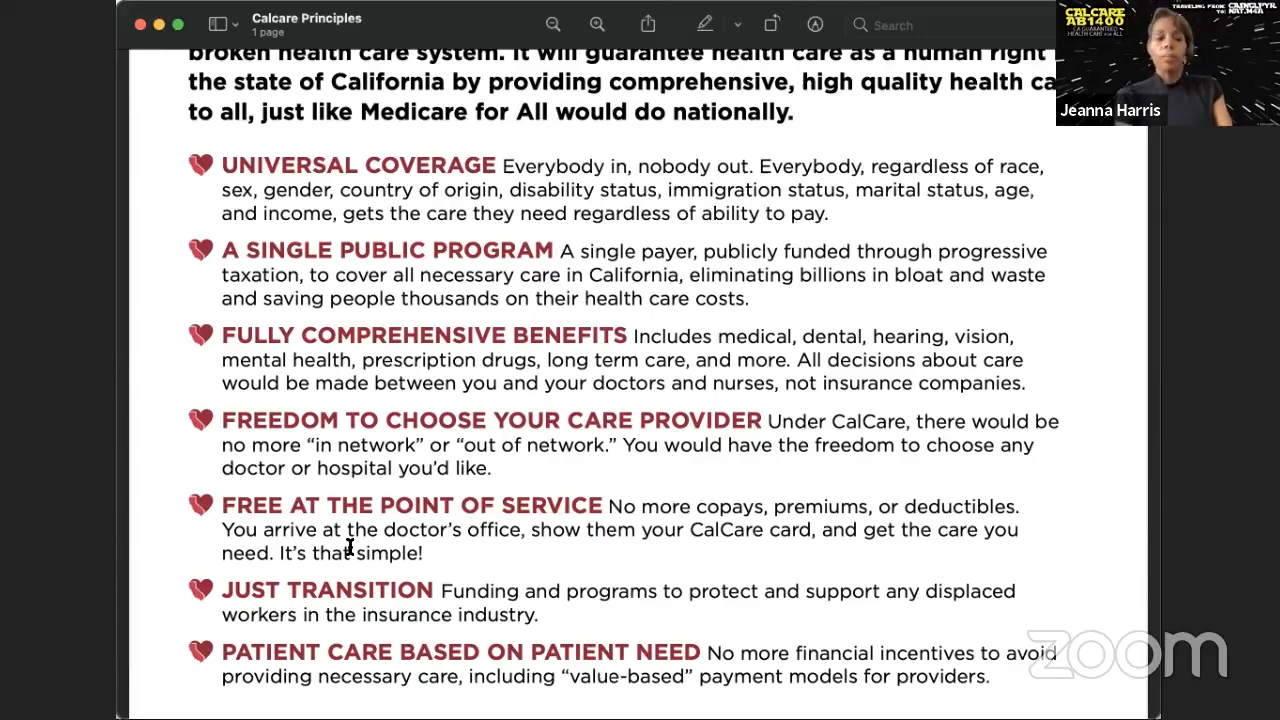 Calcare Principles
1 page
Search
CALCARE
AB1400
CA GUARANTEED
HEALTH CARE FOR ALL
TRAVELING FROM
TO:
Jeanna Harris
broken health care system. It will guarantee health care as a human right
the state of California by providing comprehensive, high quality health ca
to all, just like Medicare for All would do nationally.
UNIVERSAL COVERAGE Everybody in, nobody out. Everybody, regardless of race,
sex, gender, country of origin, disability status, immigration status, marital status, age,
and income, gets the care they need regardless of ability to pay.
A SINGLE PUBLIC PROGRAM A single payer, publicly funded through progressive
taxation, to cover all necessary care in California, eliminating billions in bloat and waste
and saving people thousands on their health care costs.
FULLY COMPREHENSIVE BENEFITS Includes medical, dental, hearing, vision,
mental health, prescription drugs, long term care, and more. All decisions about care
would be made between you and your doctors and nurses, not insurance companies.
FREEDOM TO CHOOSE YOUR CARE PROVIDER Under CalCare, there would be
no more “in network” or “out of network.” You would have the freedom to choose any
doctor or hospital you’d like.
FREE AT THE POINT OF SERVICE No more copays, premiums, or deductibles.
You arrive at the doctor’s office, show them your CalCare card, and get the care you
need. It’s that simple!
JUST TRANSITION Funding and programs to protect and support any displaced
workers in the insurance industry.
PATIENT CARE BASED ON PATIENT NEED No more financial incentives to avoid
providing necessary care, including “value-based” payment models for providers.
zoom